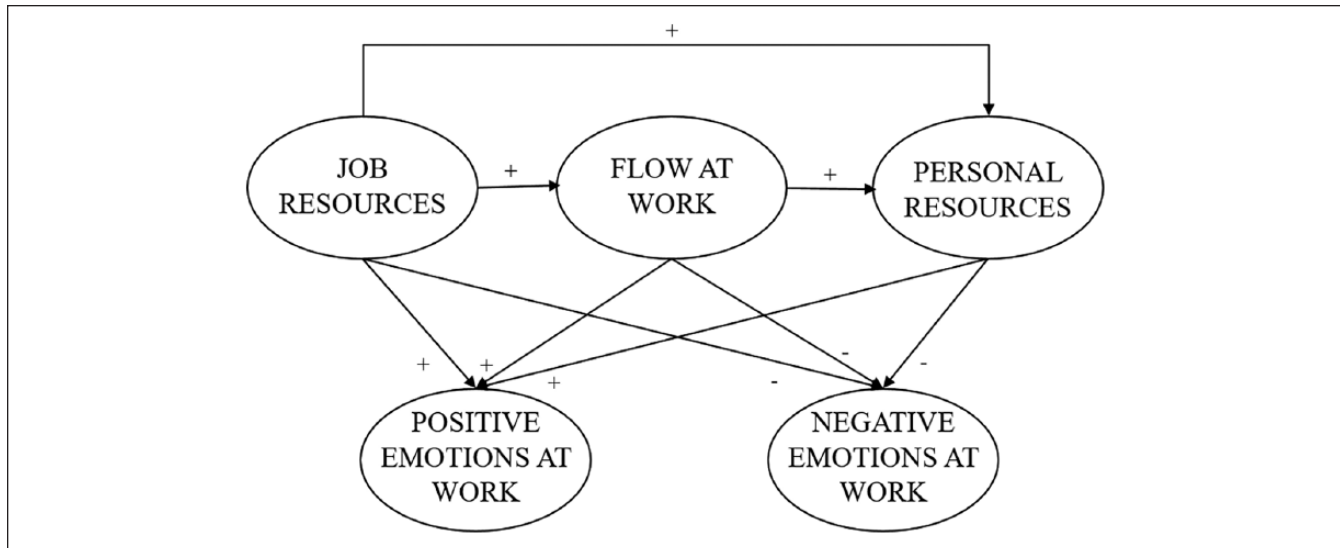 +
JOB
RESOURCES
+
FLOW AT
WORK
+
PERSONAL
RESOURCES
+
+
+
-
-
-
POSITIVE
EMOTIONS AT
WORK
NEGATIVE
EMOTIONS AT
WORK